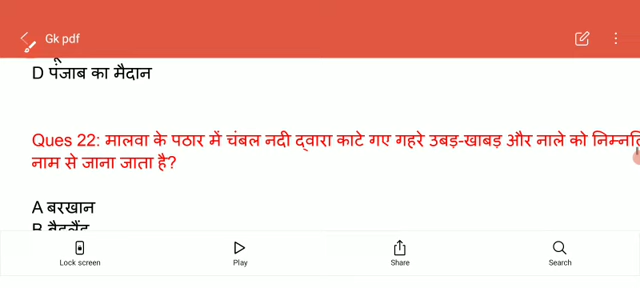 Gk pdf
D पंजाब का मैदान
Ques 22: मालवा के पठार में चंबल नदी द्वारा काटे गए गहरे उबड़-खाबड़ और नाले को
नाम से जाना जाता है?
A बरखान
Lock screen
Play
Share
Search